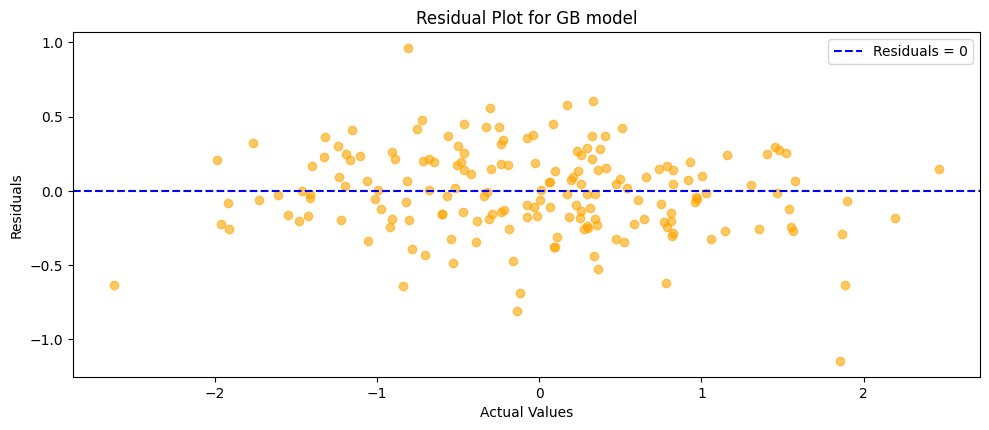 Residual Plot for GB model
Residuals = 0
1.0
0.5
0.0
−0.5
−1.0
Residuals
−2
−1
0
1
2
Actual Values